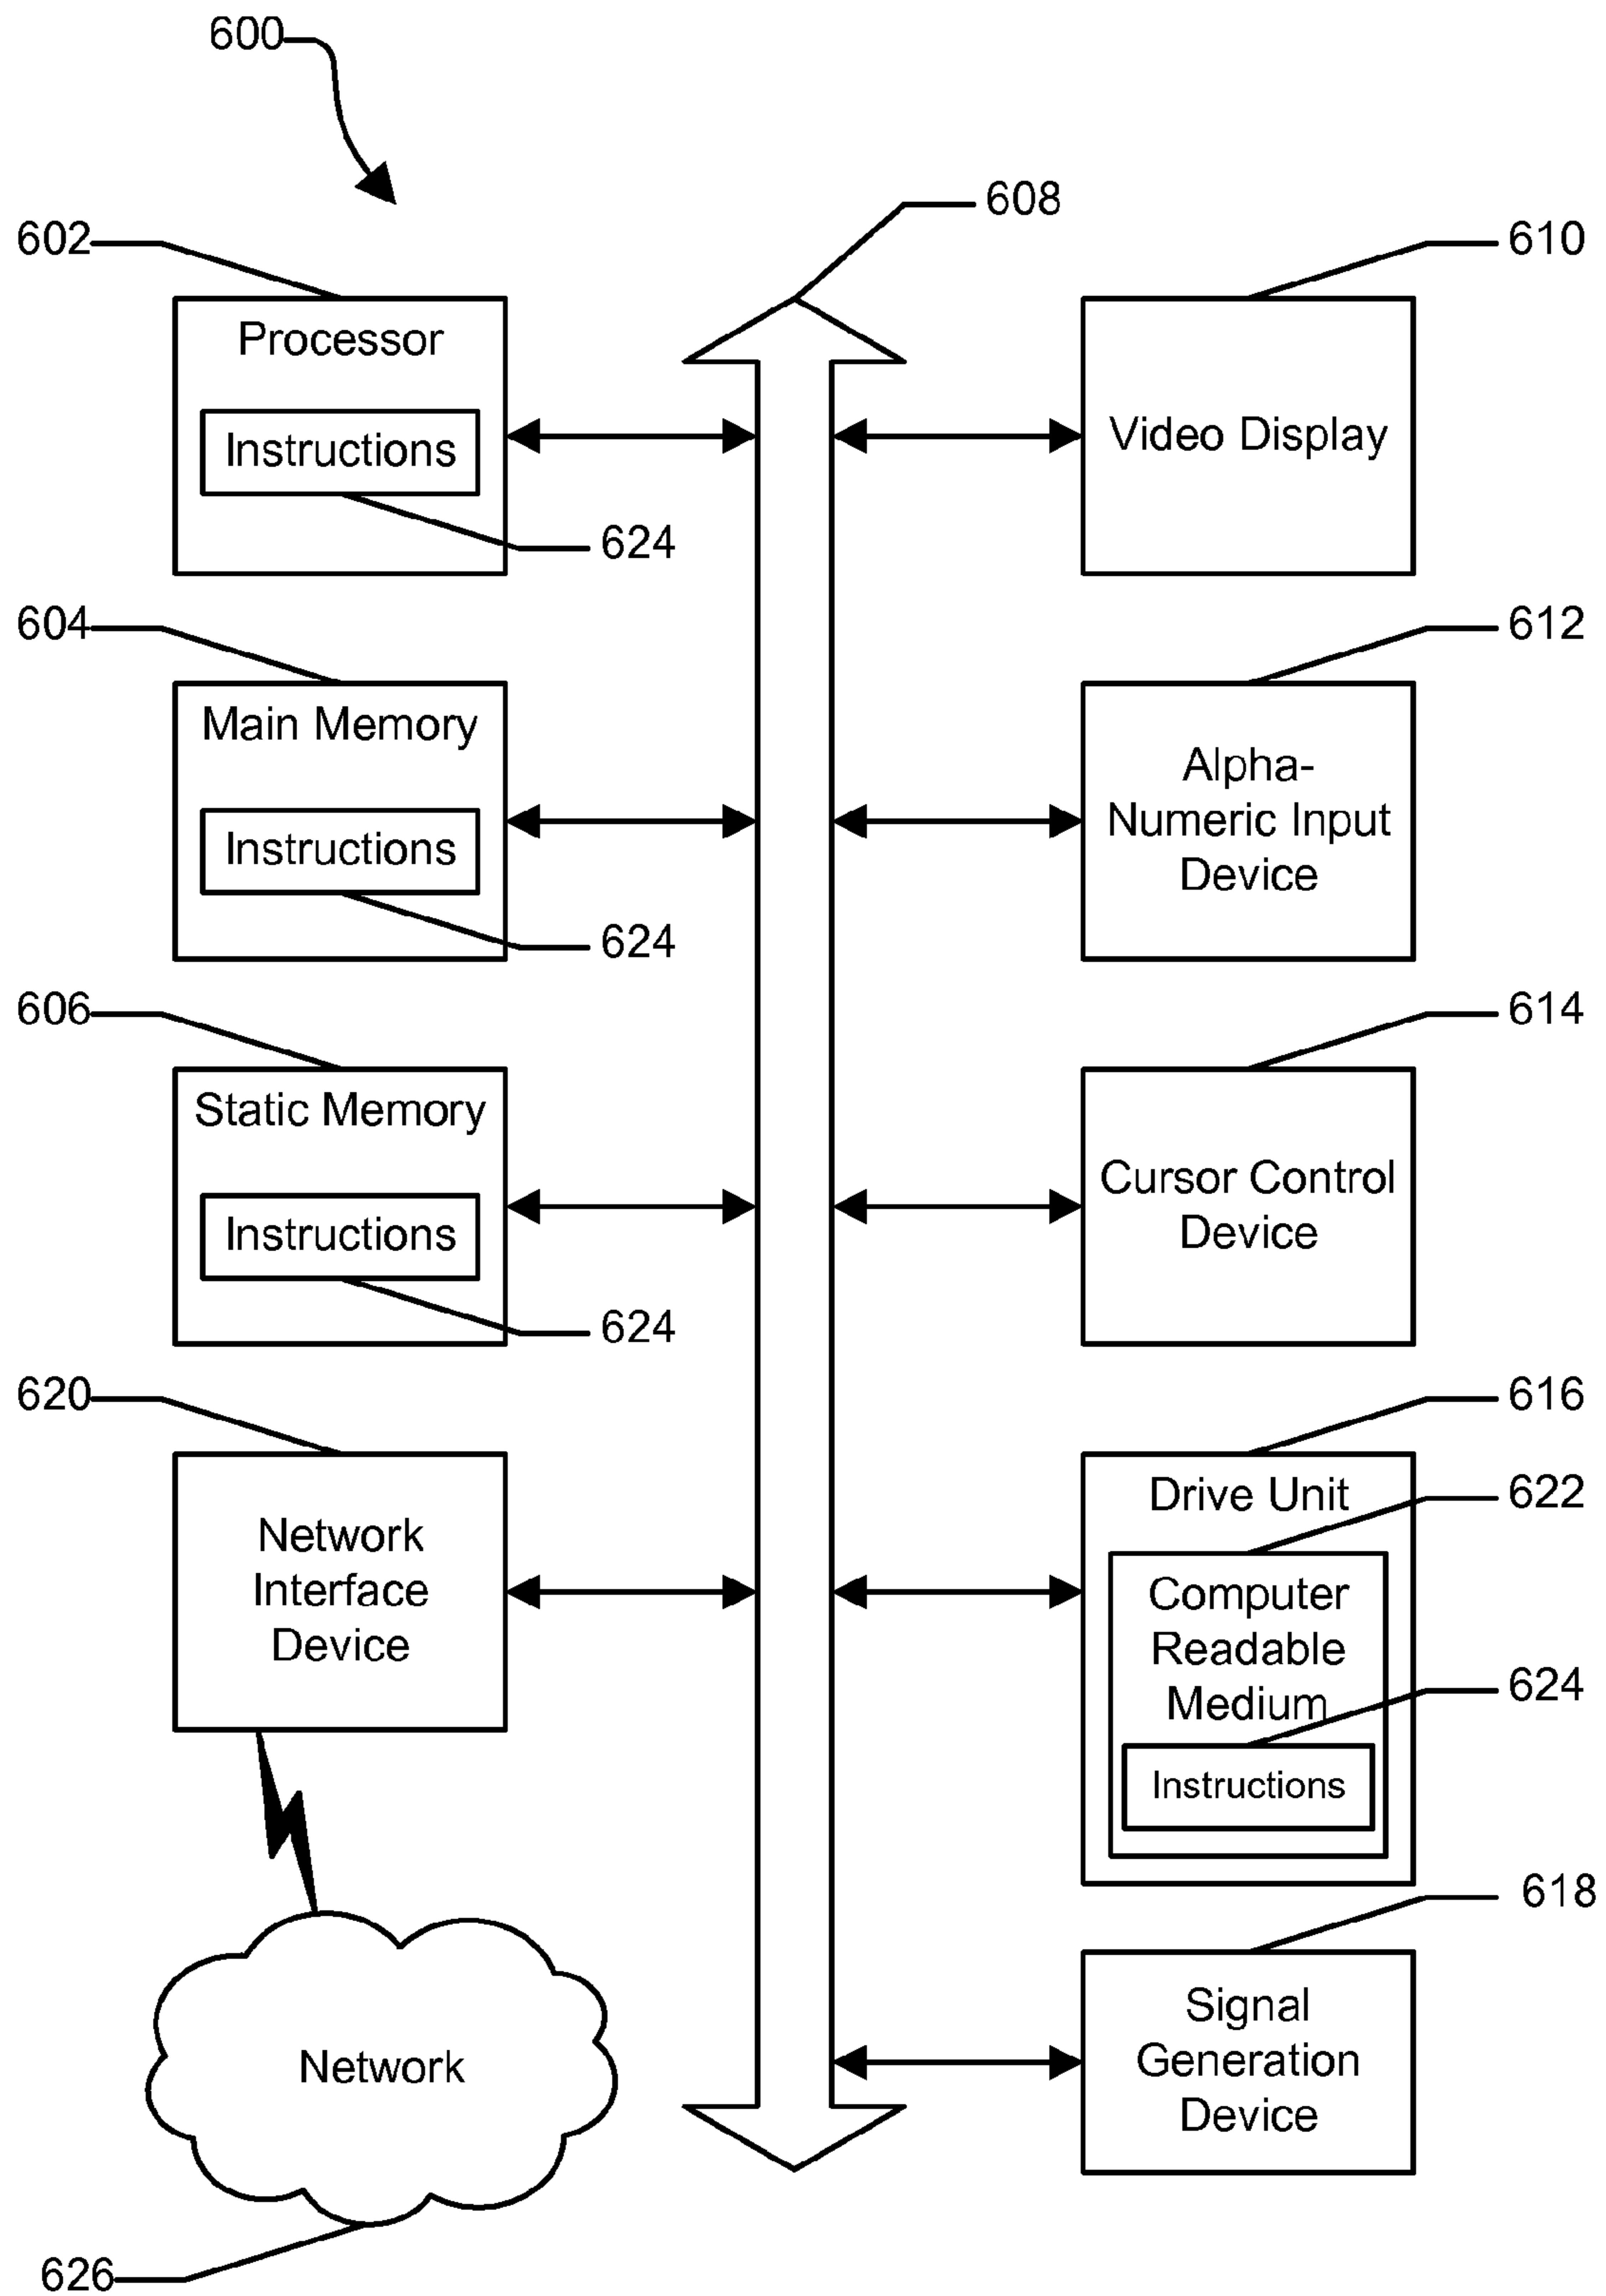 600
608
602
610
Processor
Instructions
Video Display
624
604
612
Main Memory
Instructions
Alpha-
Numeric Input
Device
624
606
614
Static Memory
Instructions
Cursor Control
Device
624
620
616
Network
Interface
Device
Drive Unit
622
Computer
Readable
Medium
624
Instructions
618
Signal
Generation
Device
Network
626